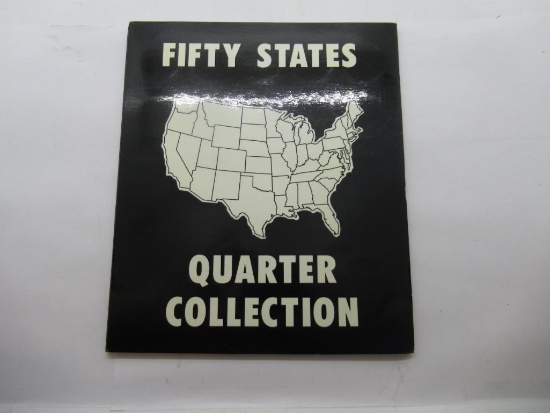 FIFTY STATES
QUARTER
COLLECTION